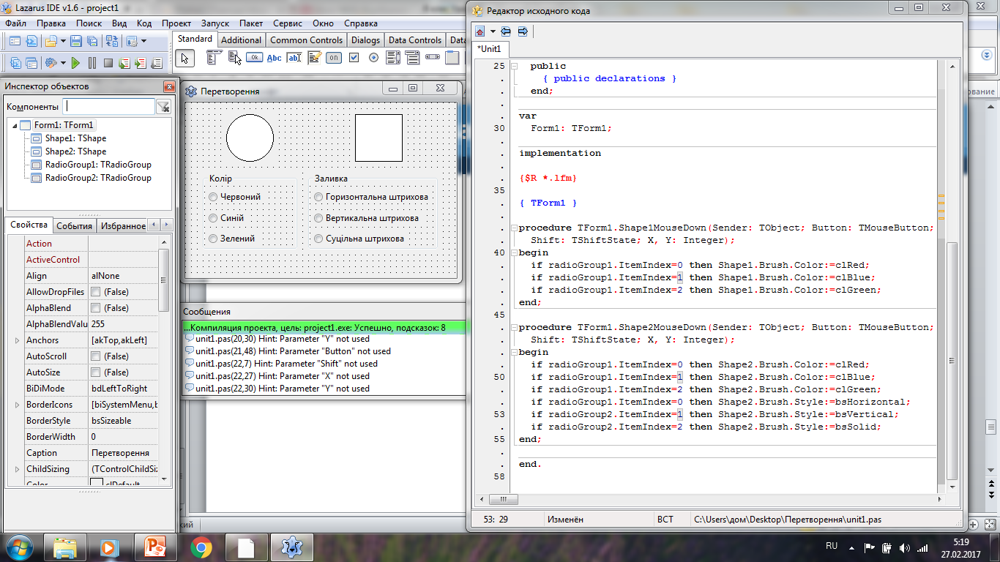 Lazarus IDE v1.6 - project1
Файл Правка Поиск Вид Код Проект Запуск Пакет Сервис Окно Справка
Standard Additional Common Controls Dialogs Data Controls Data
Ok Abc ab on
Инспектор объектов
Компоненты
Form1: TForm1
Shape1: TShape
Shape2: TShape
RadioGroup1: TRadioGroup
RadioGroup2: TRadioGroup
Свойства События Избранное
Action
ActiveControl
Align alNone
AllowDropFiles (False)
AlphaBlend (False)
AlphaBlendValu 255
Anchors [akTop,akLeft]
AutoScroll (False)
AutoSize (False)
BiDiMode bdLeftToRight
BorderIcons [biSystemMenu,b
BorderStyle bsSizeable
BorderWidth 0
Caption Перетворення
ChildSizing (TControlChildSi
Color clDefault
Перетворення
Колір
Червоний
Синій
Зелений
Заливка
Горизонтальна штрихова
Вертикальна штрихова
Суцільна штрихова
Сообщения
...Компиляция проекта, цель: project1.exe: Успешно, подсказок: 8
unit1.pas(20,30) Hint: Parameter "Y" not used
unit1.pas(21,48) Hint: Parameter "Button" not used
unit1.pas(22,7) Hint: Parameter "Shift" not used
unit1.pas(22,27) Hint: Parameter "X" not used
unit1.pas(22,30) Hint: Parameter "Y" not used
Редактор исходного кода
*Unit1
25 public
. { public declarations }
. end;
.
. var
30 Form1: TForm1;
.
. implementation
.
. {$R *.lfm}
35
. { TForm1 }
.
. procedure TForm1.Shape1MouseDown(Sender: TObject; Button: TMouseButton;
. Shift: TShiftState; X, Y: Integer);
40 begin
. if radioGroup1.ItemIndex=0 then Shape1.Brush.Color:=clRed;
. if radioGroup1.ItemIndex=1 then Shape1.Brush.Color:=clBlue;
. if radioGroup1.ItemIndex=2 then Shape1.Brush.Color:=clGreen;
. end;
45
. procedure TForm1.Shape2MouseDown(Sender: TObject; Button: TMouseButton;
. Shift: TShiftState; X, Y: Integer);
. begin
. if radioGroup1.ItemIndex=0 then Shape2.Brush.Color:=clRed;
50 if radioGroup1.ItemIndex=1 then Shape2.Brush.Color:=clBlue;
. if radioGroup1.ItemIndex=2 then Shape2.Brush.Color:=clGreen;
. if radioGroup1.ItemIndex=0 then Shape2.Brush.Style:=bsHorizontal;
53 if radioGroup2.ItemIndex=1 then Shape2.Brush.Style:=bsVertical;
. if radioGroup2.ItemIndex=2 then Shape2.Brush.Style:=bsSolid;
55 end;
.
. end.
58
53: 29 Изменён ВСТ C:\Users\дом\Desktop\Перетворення\unit1.pas
RU
5:19
27.02.2017